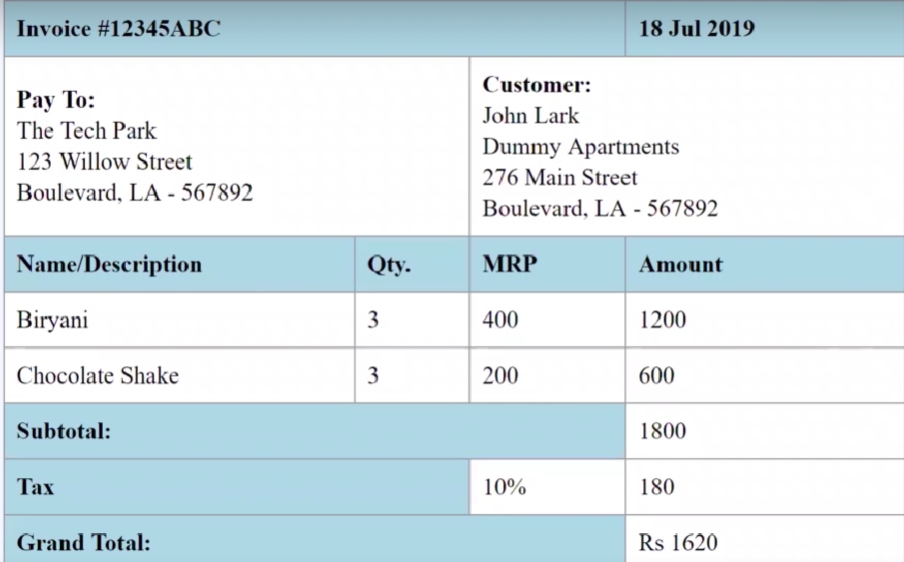 Invoice #12345ABC 18 Jul 2019
Pay To:
The Tech Park
123 Willow Street
Boulevard, LA - 567892
Customer:
John Lark
Dummy Apartments
276 Main Street
Boulevard, LA - 567892
Name/Description Qty. MRP Amount
Biryani 3 400 1200
Chocolate Shake 3 200 600
Subtotal: 1800
Tax 10% 180
Grand Total: Rs 1620